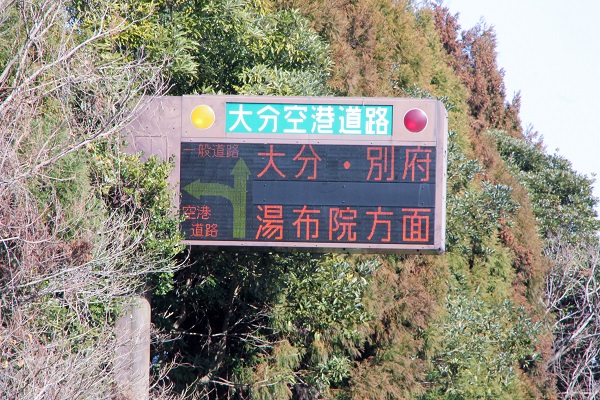 大分空港道路
一般道路
大分・別府
空港
道路
湯布院方面